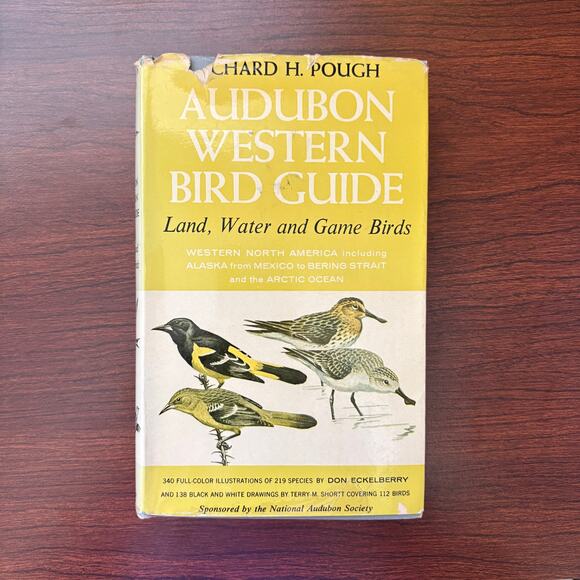 CHARD H. POUGH
AUDUBON
WESTERN
BIRD GUIDE
Land, Water and Game Birds
WESTERN NORTH AMERICA including
ALASKA from MEXICO to BERING STRAIT
and the ARCTIC OCEAN
340 FULL-COLOR ILLUSTRATIONS OF 219 SPECIES BY DON ECKELBERRY
AND 138 BLACK AND WHITE DRAWINGS BY TERRY M. SHORTT COVERING 112 BIRDS
Sponsored by the National Audubon Society